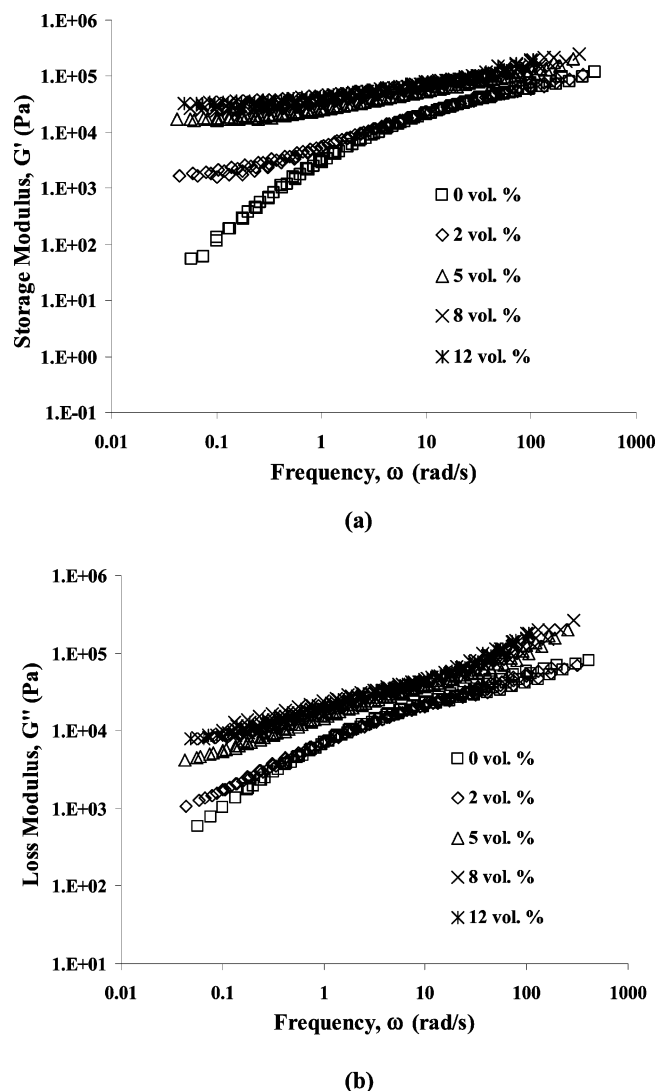 1.E+06
1.E+05
1.E+04
1.E+03
1.E+02
1.E+01
1.E+00
1.E-01
Storage Modulus, G' (Pa)
0 vol. %
2 vol. %
5 vol. %
8 vol. %
12 vol. %
0.01 0.1 1 10 100 1000
Frequency, ω (rad/s)
(a)
1.E+06
1.E+05
1.E+04
1.E+03
1.E+02
1.E+01
Loss Modulus, G'' (Pa)
0 vol. %
2 vol. %
5 vol. %
8 vol. %
12 vol. %
0.01 0.1 1 10 100 1000
Frequency, ω (rad/s)
(b)